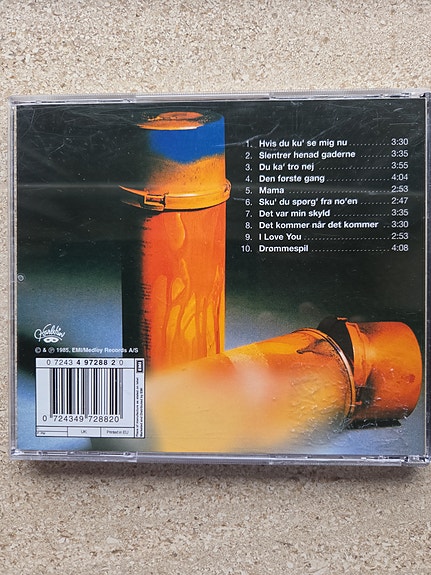 1. Hvis du ku' se mig nu ............ 3:30
2. Slentrer henad gaderne .......... 3:35
3. Du ka' tro nej ........................ 3:55
4. Den første gang ..................... 4:04
5. Mama ................................... 2:53
6. Sku' du spørg' fra no'en ......... 2:47
7. Det var min skyld .................. 3:35
8. Det kommer når det kommer .... 3:30
9. I Love You ............................ 2:53
10. Drømmespil ........................ 4:08
Harlekin
© & ℗ 1985, EMI/Medley Records A/S
0 7243 4 97288 2 0
0 724349 728820
UK
Printed in EU